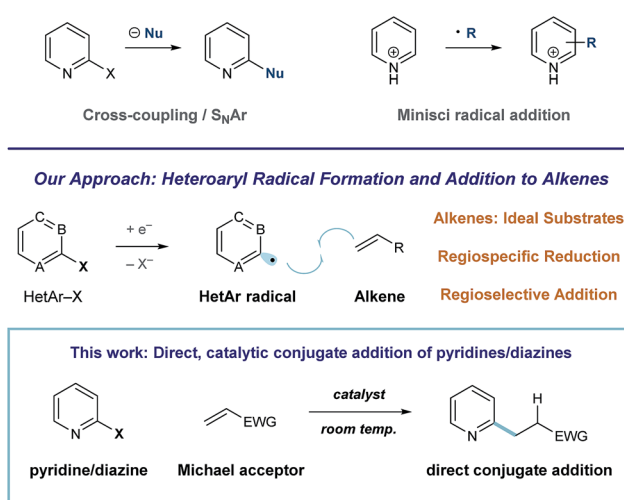 ⊖ Nu
N
X
N
Nu
Cross-coupling / SNAr
• R
⊕
N
H
⊕
R
N
H
Minisci radical addition
Our Approach: Heteroaryl Radical Formation and Addition to Alkenes
C
B
A
X
HetAr–X
+ e⁻
– X⁻
C
B
A
HetAr radical
R
Alkene
Alkenes: Ideal Substrates
Regiospecific Reduction
Regioselective Addition
This work: Direct, catalytic conjugate addition of pyridines/diazines
N
X
pyridine/diazine
EWG
Michael acceptor
catalyst
room temp.
H
N
EWG
direct conjugate addition